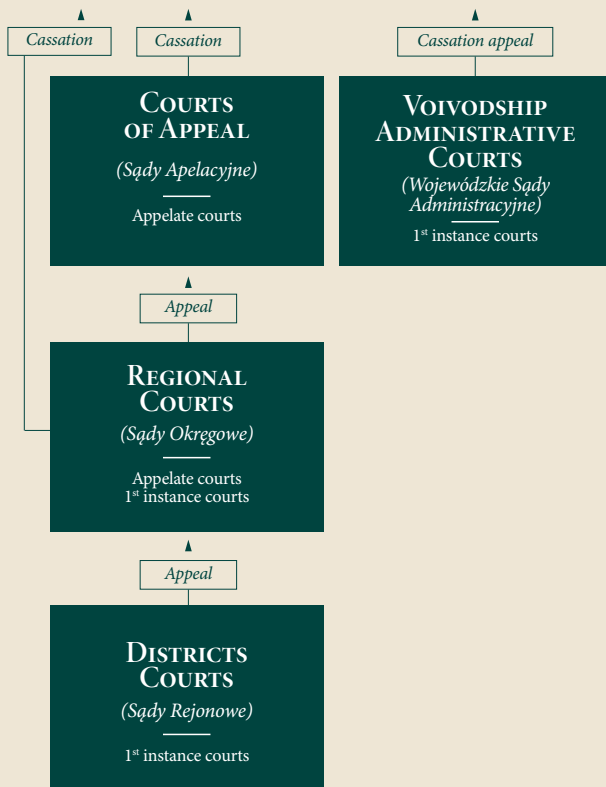 Cassation
Cassation
Cassation appeal
Courts
of Appeal
(Sądy Apelacyjne)
Appelate courts
Voivodship
Administrative
Courts
(Wojewódzkie Sądy
Administracyjne)
1st instance courts
Appeal
Regional
Courts
(Sądy Okręgowe)
Appelate courts
1st instance courts
Appeal
Districts
Courts
(Sądy Rejonowe)
1st instance courts